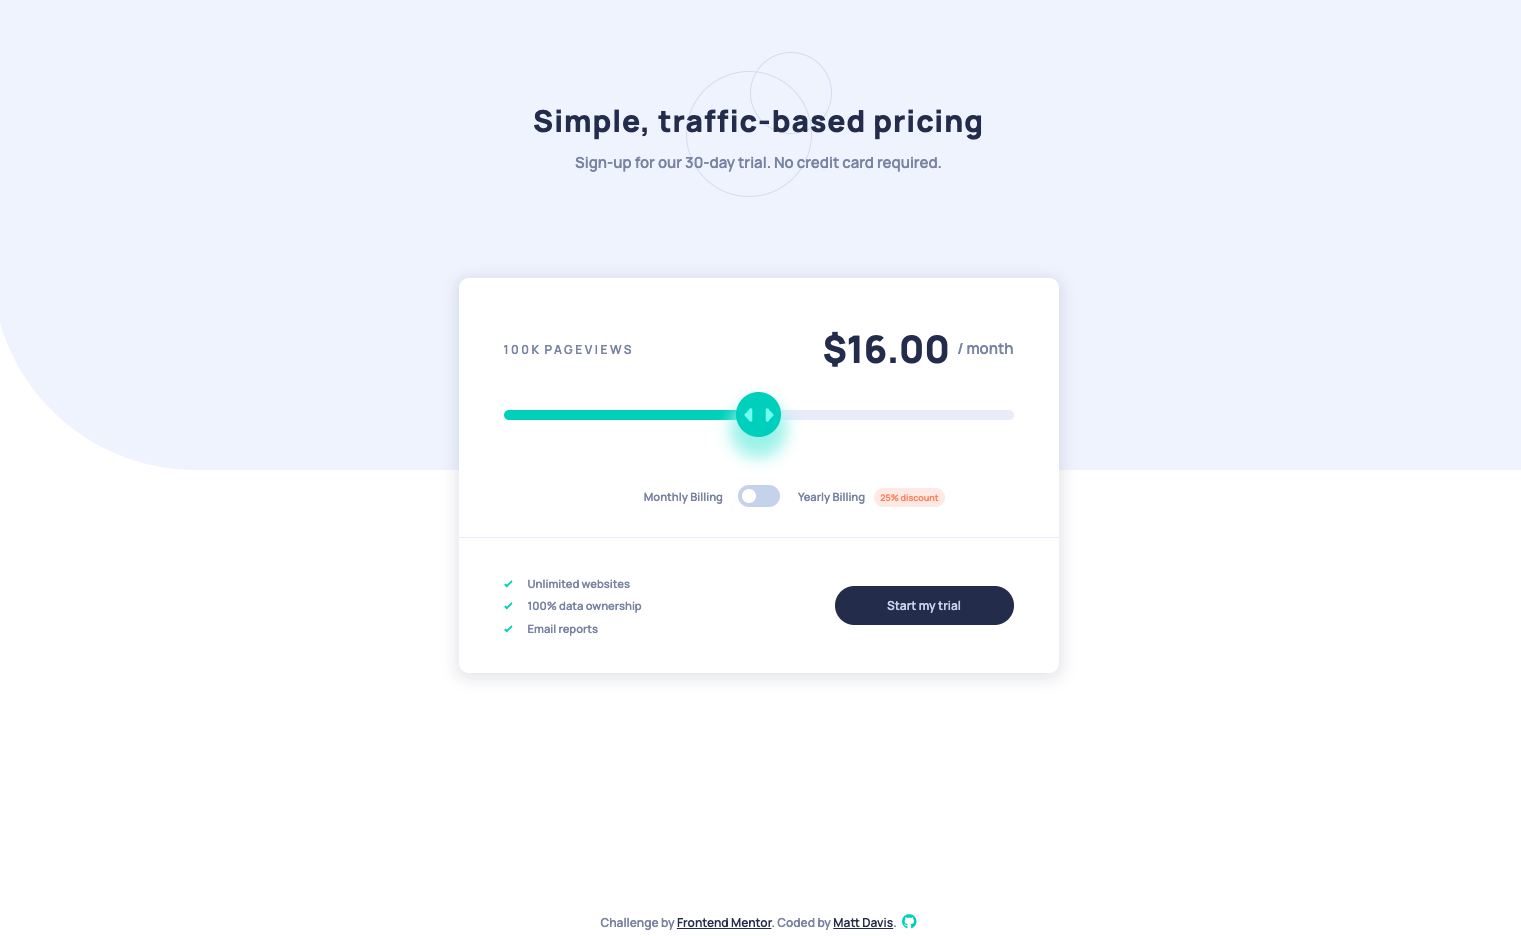 Simple, traffic-based pricing
Sign-up for our 30-day trial. No credit card required.
100K PAGEVIEWS
$16.00 / month
Monthly Billing Yearly Billing 25% discount
Unlimited websites
100% data ownership
Email reports
Start my trial
Challenge by Frontend Mentor. Coded by Matt Davis.